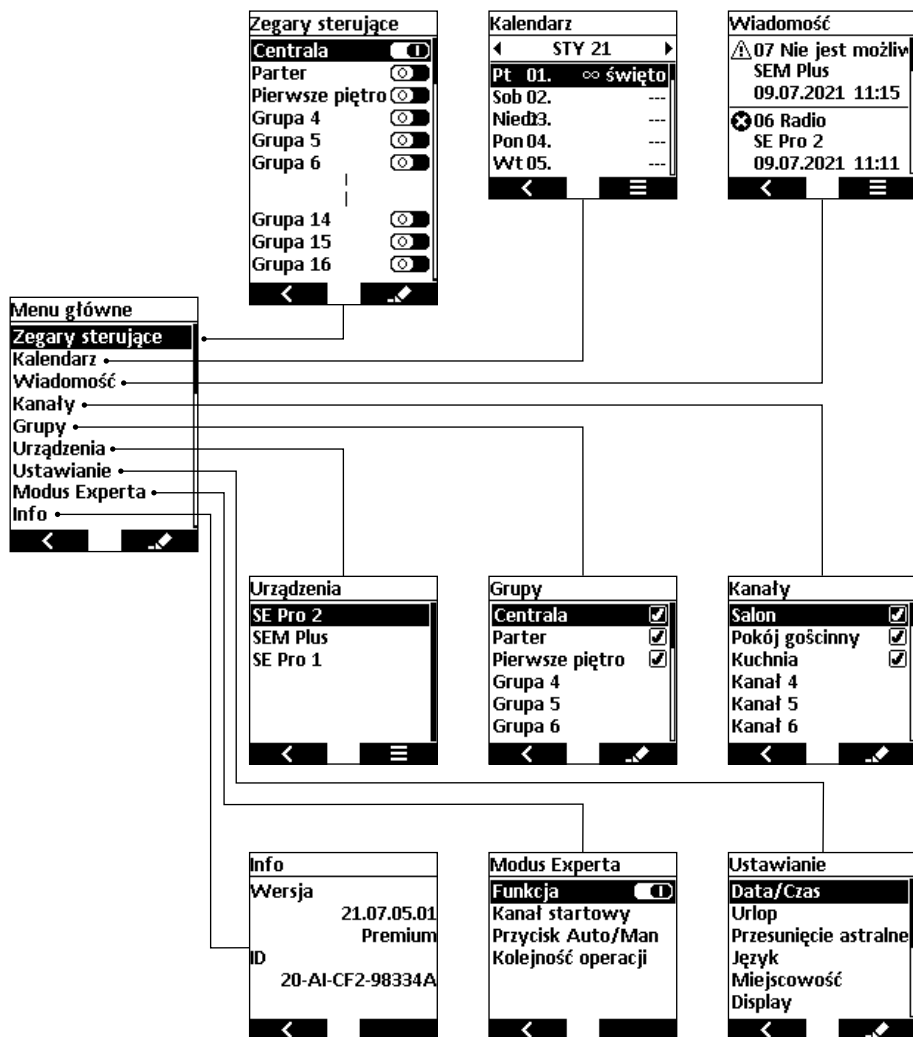 Zegary sterujące
Centrala
Parter
Pierwsze piętro
Grupa 4
Grupa 5
Grupa 6
Grupa 14
Grupa 15
Grupa 16
Kalendarz
STY 21
Pt 01. ∞ święto
Sob 02. ---
Niedz 03. ---
Pon 04. ---
Wt 05. ---
Wiadomość
07 Nie jest możliw
SEM Plus
09.07.2021 11:15
06 Radio
SE Pro 2
09.07.2021 11:11
Menu główne
Zegary sterujące
Kalendarz
Wiadomość
Kanały
Grupy
Urządzenia
Ustawianie
Modus Experta
Info
Urządzenia
SE Pro 2
SEM Plus
SE Pro 1
Grupy
Centrala
Parter
Pierwsze piętro
Grupa 4
Grupa 5
Grupa 6
Kanały
Salon
Pokój gościnny
Kuchnia
Kanał 4
Kanał 5
Kanał 6
Info
Wersja
21.07.05.01
Premium
ID
20-AI-CF2-98334A
Modus Experta
Funkcja
Kanał startowy
Przycisk Auto/Man
Kolejność operacji
Ustawianie
Data/Czas
Urlop
Przesunięcie astralne
Język
Miejscowość
Display